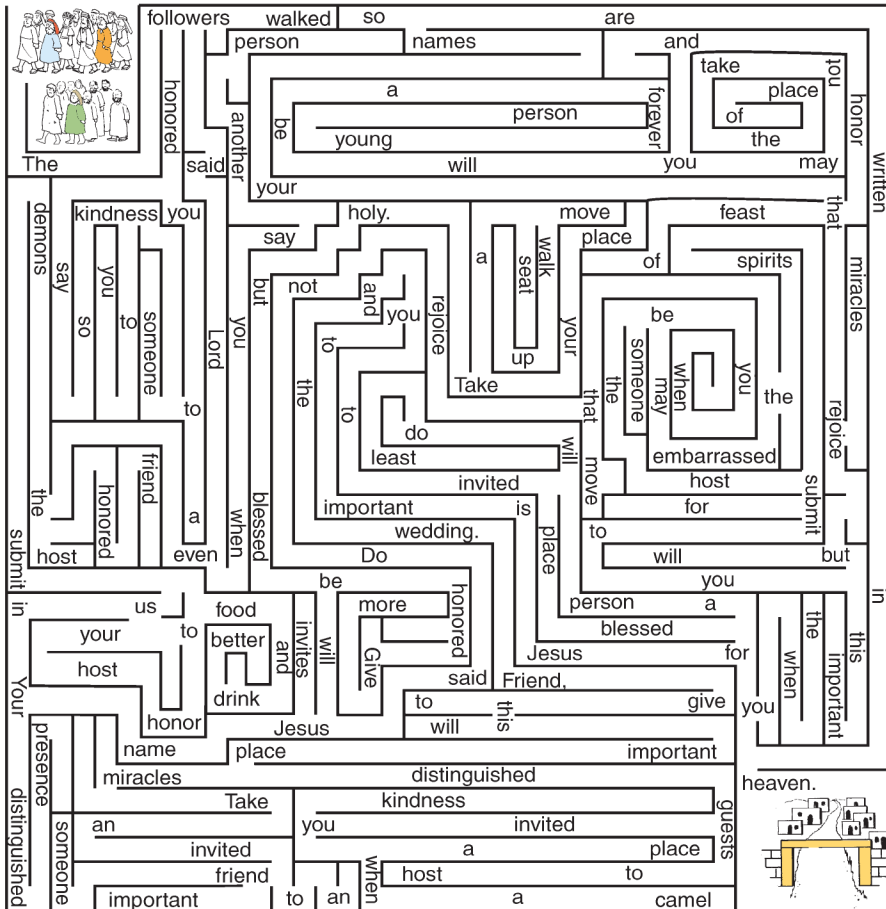 followers walked so are
person names and
take you
honored a place
another be person forever of honor
young the
The said will you may written
your
demons kindness you holy. move feast that
say place
say you a seat walk of spirits miracles
so to someone Lord you but not and you rejoice your be
to up the someone may when you
the Take that the
to to rejoice
do
friend least will embarrassed
the honored blessed invited move host submit
a when important is for
submit wedding. place to
host even Do will but
be you in
in us food more honored person a the this
your to better and invites will blessed when important
host Give Jesus for
Your drink said Friend,
honor to this give you
Jesus will
presence name place important
miracles distinguished heaven.
distinguished Take kindness guests
someone an you invited
invited a place
friend when host to
important to an a camel